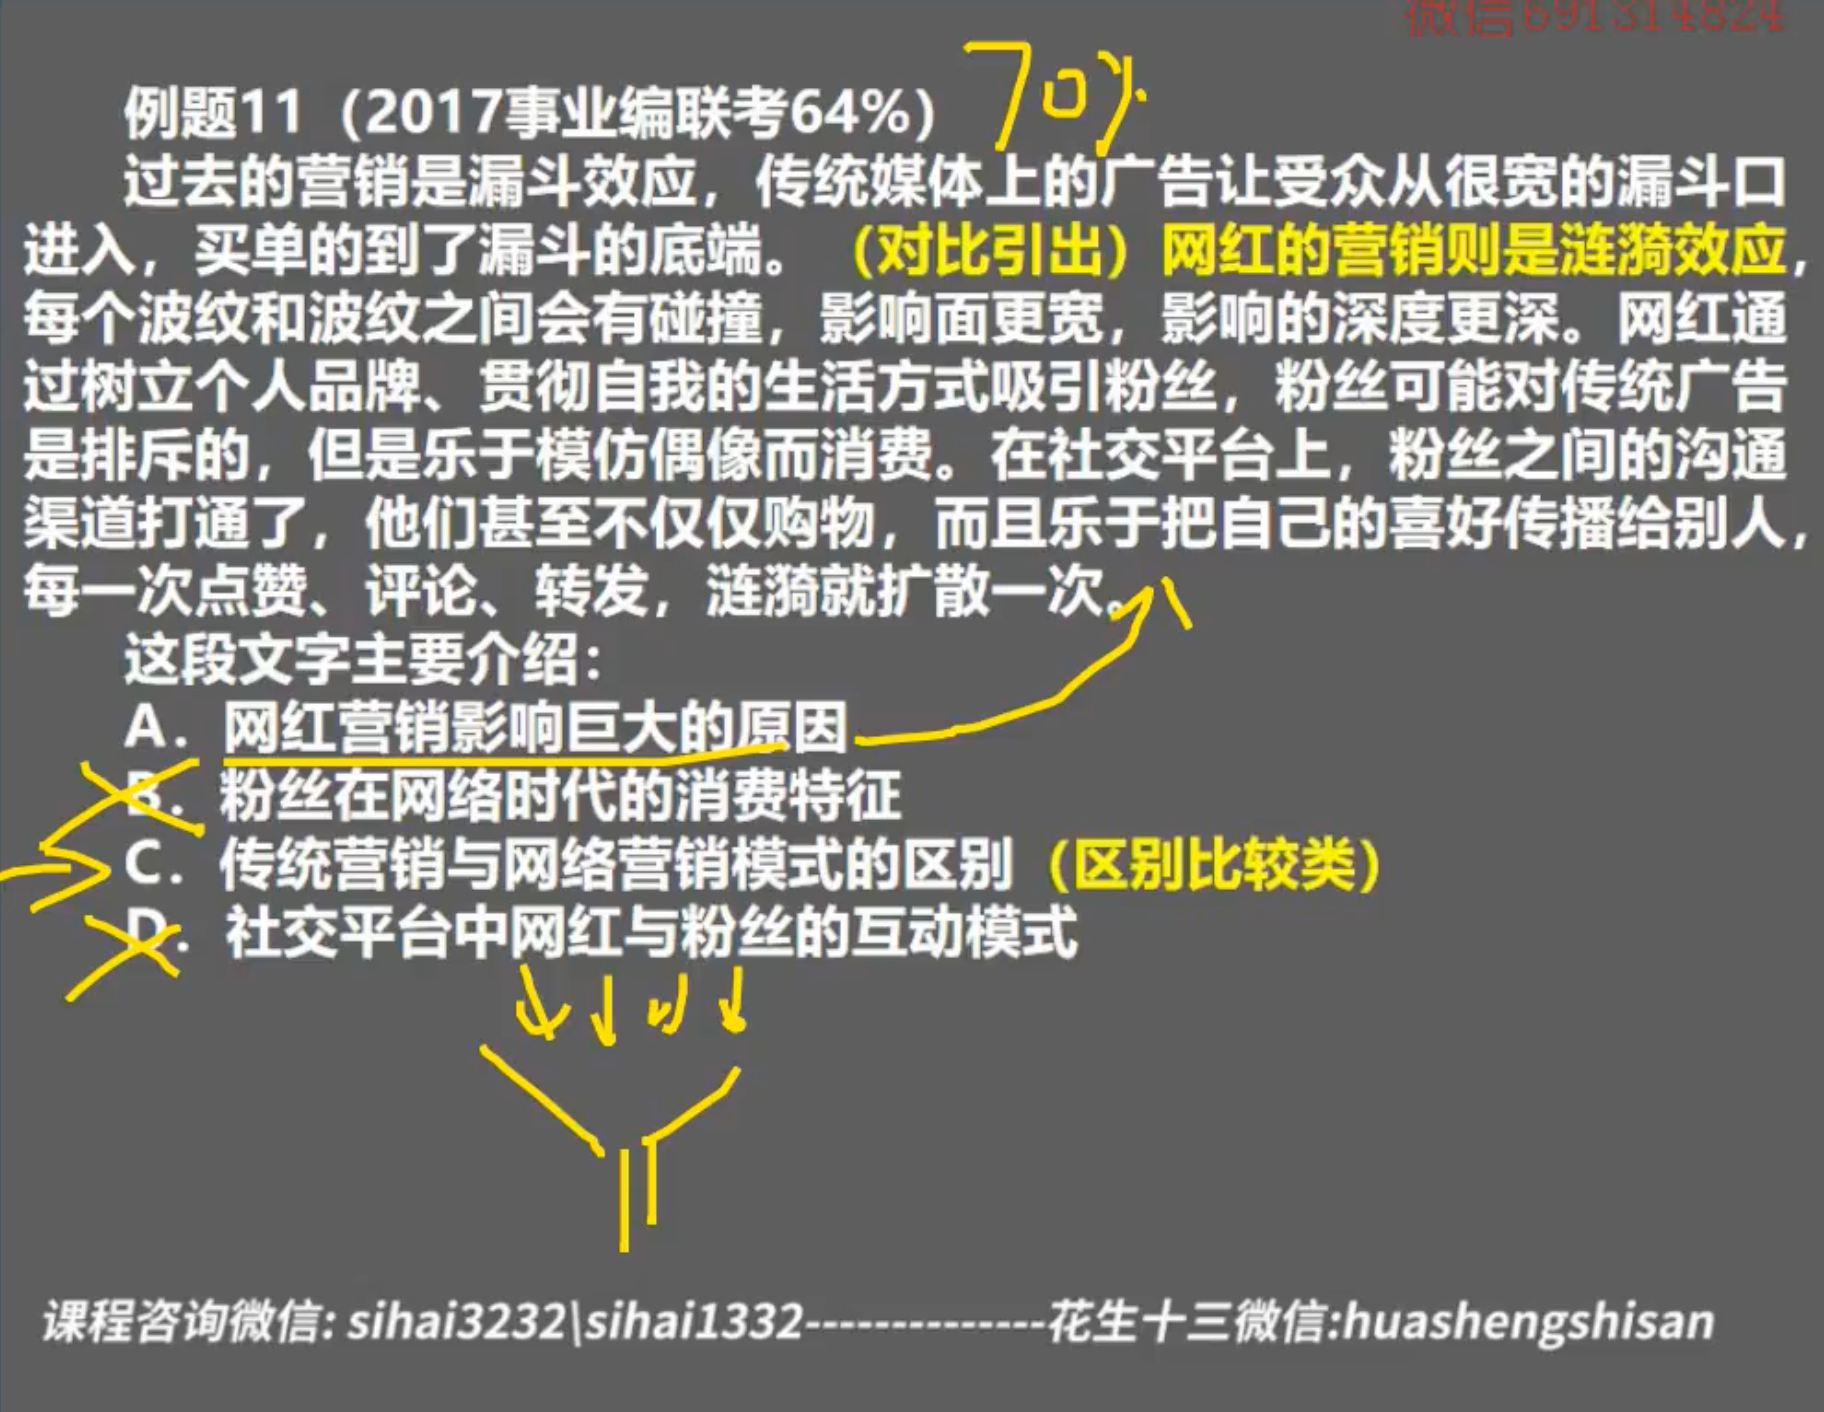 微信691314824
70%
例题11（2017事业编联考64%）
过去的营销是漏斗效应，传统媒体上的广告让受众从很宽的漏斗口
进入，买单的到了漏斗的底端。（对比引出）网红的营销则是涟漪效应，
每个波纹和波纹之间会有碰撞，影响面更宽，影响的深度更深。网红通
过树立个人品牌、贯彻自我的生活方式吸引粉丝，粉丝可能对传统广告
是排斥的，但是乐于模仿偶像而消费。在社交平台上，粉丝之间的沟通
渠道打通了，他们甚至不仅仅购物，而且乐于把自己的喜好传播给别人，
每一次点赞、评论、转发，涟漪就扩散一次。
这段文字主要介绍：
A．网红营销影响巨大的原因
B．粉丝在网络时代的消费特征
C．传统营销与网络营销模式的区别（区别比较类）
D．社交平台中网红与粉丝的互动模式
课程咨询微信: sihai3232\sihai1332--------------花生十三微信:huashengshisan